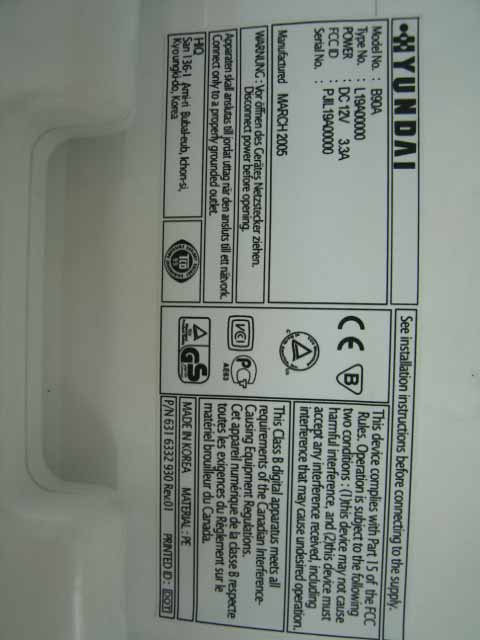 HYUNDAI
Model No. : B90A
Type No. : L19A00000
POWER : DC 12V 3.3A
FCC ID : PJL19A00000
Serial No. :
Manufactured MARCH 2005
WARNUNG : Vor öffnen des Gerätes Netzstecker ziehen.
Disconnect power before opening.
Apparaten skall anslutas till jordat uttag när den ansluts till ett nätvork.
Connect only to a properly grounded outlet.
H/Q
San 136-1 Ami-ri Bubal-eub, Ichon-si,
Kyoungki-do, Korea
See installation instructions before connecting to the supply.
CE
B
VCCI
AE63
GS
This device complies with Part 15 of the FCC
Rules. Operation is subject to the following
two conditions : (1)this device may not cause
harmful interference, and (2)this device must
accept any interference received, including
interference that may cause undesired operation.
This Class B digital apparatus meets all
requirements of the Canadian Interference-
Causing Equipment Regulations.
Cet appareil numérique de la classe B respecte
toutes les exigences du Règlement sur le
matériel brouilleur du Canada.
MADE IN KOREA MATERIAL : PE
P/N 631 6332 930 Rev.01 PRINTED ID :